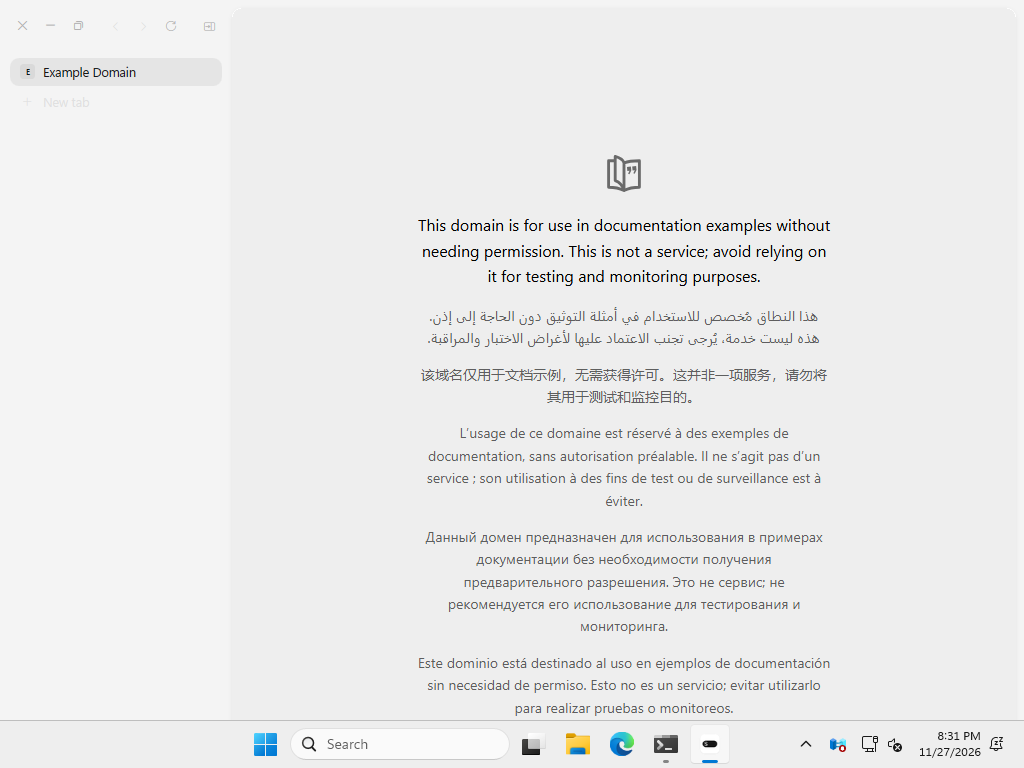 E Example Domain
+ New tab
This domain is for use in documentation examples without
needing permission. This is not a service; avoid relying on
it for testing and monitoring purposes.
هذا النطاق مُخصص للاستخدام في أمثلة التوثيق دون الحاجة إلى إذن.
هذه ليست خدمة، يُرجى تجنب الاعتماد عليها لأغراض الاختبار والمراقبة.
该域名仅用于文档示例，无需获得许可。这并非一项服务，请勿将
其用于测试和监控目的。
L’usage de ce domaine est réservé à des exemples de
documentation, sans autorisation préalable. Il ne s’agit pas d’un
service ; son utilisation à des fins de test ou de surveillance est à
éviter.
Данный домен предназначен для использования в примерах
документации без необходимости получения
предварительного разрешения. Это не сервис; не
рекомендуется его использование для тестирования и
мониторинга.
Este dominio está destinado al uso en ejemplos de documentación
sin necesidad de permiso. Esto no es un servicio; evitar utilizarlo
para realizar pruebas o monitoreos.
Search
8:31 PM
11/27/2026